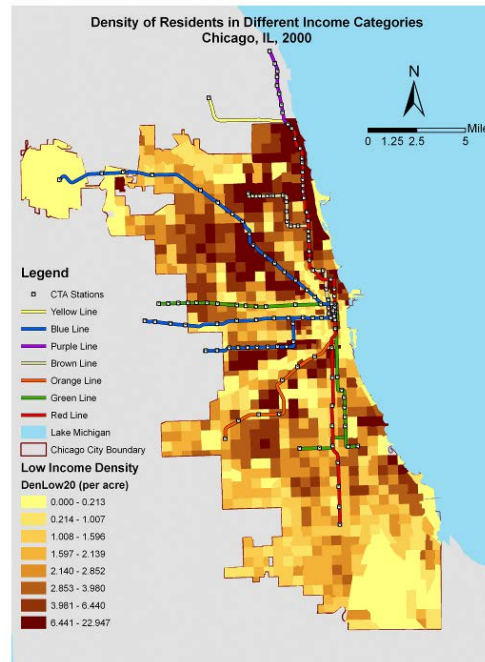 Density of Residents in Different Income Categories
Chicago, IL, 2000
N
Mile
0 1.25 2.5 5
Legend
CTA Stations
Yellow Line
Blue Line
Purple Line
Brown Line
Orange Line
Green Line
Red Line
Lake Michigan
Chicago City Boundary
Low Income Density
DenLow20 (per acre)
0.000 - 0.213
0.214 - 1.007
1.008 - 1.596
1.597 - 2.139
2.140 - 2.852
2.853 - 3.980
3.981 - 6.440
6.441 - 22.947